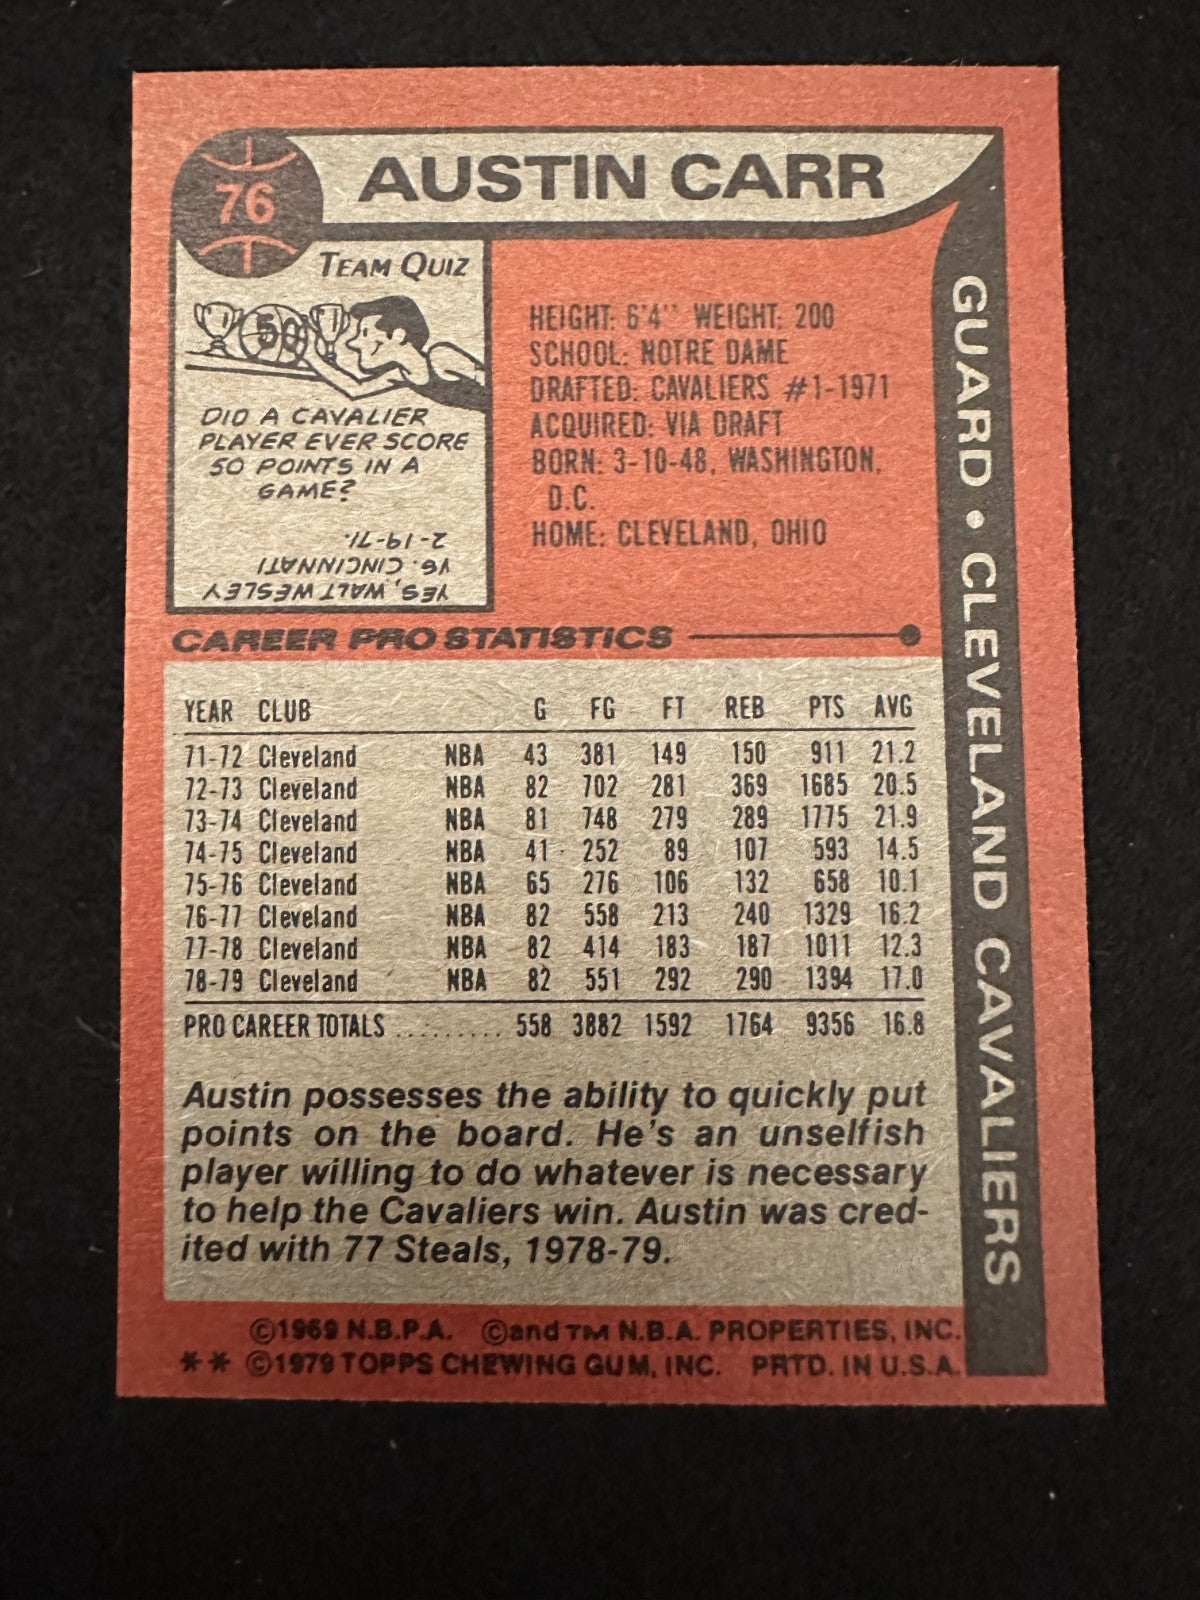 76
AUSTIN CARR
TEAM QUIZ
50
DID A CAVALIER
PLAYER EVER SCORE
50 POINTS IN A
GAME?
YES, WALT WESLEY
VS. CINCINNATI
2-19-71.
HEIGHT: 6'4" WEIGHT: 200
SCHOOL: NOTRE DAME
DRAFTED: CAVALIERS #1-1971
ACQUIRED: VIA DRAFT
BORN: 3-10-48, WASHINGTON,
D.C.
HOME: CLEVELAND, OHIO
GUARD • CLEVELAND CAVALIERS
CAREER PRO STATISTICS
YEAR CLUB G FG FT REB PTS AVG
71-72 Cleveland NBA 43 381 149 150 911 21.2
72-73 Cleveland NBA 82 702 281 369 1685 20.5
73-74 Cleveland NBA 81 748 279 289 1775 21.9
74-75 Cleveland NBA 41 252 89 107 593 14.5
75-76 Cleveland NBA 65 276 106 132 658 10.1
76-77 Cleveland NBA 82 558 213 240 1329 16.2
77-78 Cleveland NBA 82 414 183 187 1011 12.3
78-79 Cleveland NBA 82 551 292 290 1394 17.0
PRO CAREER TOTALS .......... 558 3882 1592 1764 9356 16.8
Austin possesses the ability to quickly put
points on the board. He's an unselfish
player willing to do whatever is necessary
to help the Cavaliers win. Austin was cred-
ited with 77 Steals, 1978-79.
©1969 N.B.P.A. ©and TM N.B.A. PROPERTIES, INC.
** ©1979 TOPPS CHEWING GUM, INC. PRTD. IN U.S.A.